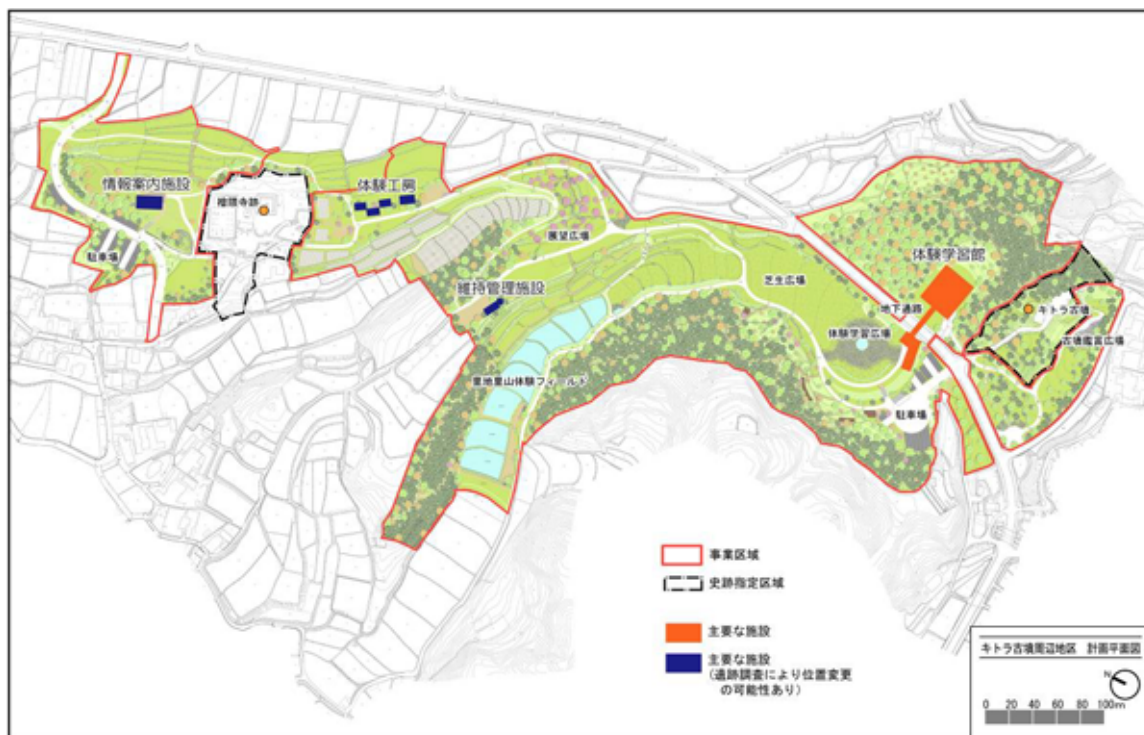 情報案内施設
駐車場
檜隈寺跡
体験工房
展望広場
維持管理施設
里地里山体験フィールド
芝生広場
体験学習館
地下通路
体験学習広場
キトラ古墳
古墳鑑賞広場
駐車場
事業区域
史跡指定区域
主要な施設
主要な施設
(遺跡調査により位置変更
の可能性あり)
キトラ古墳周辺地区 計画平面図
N
0 20 40 60 80 100m